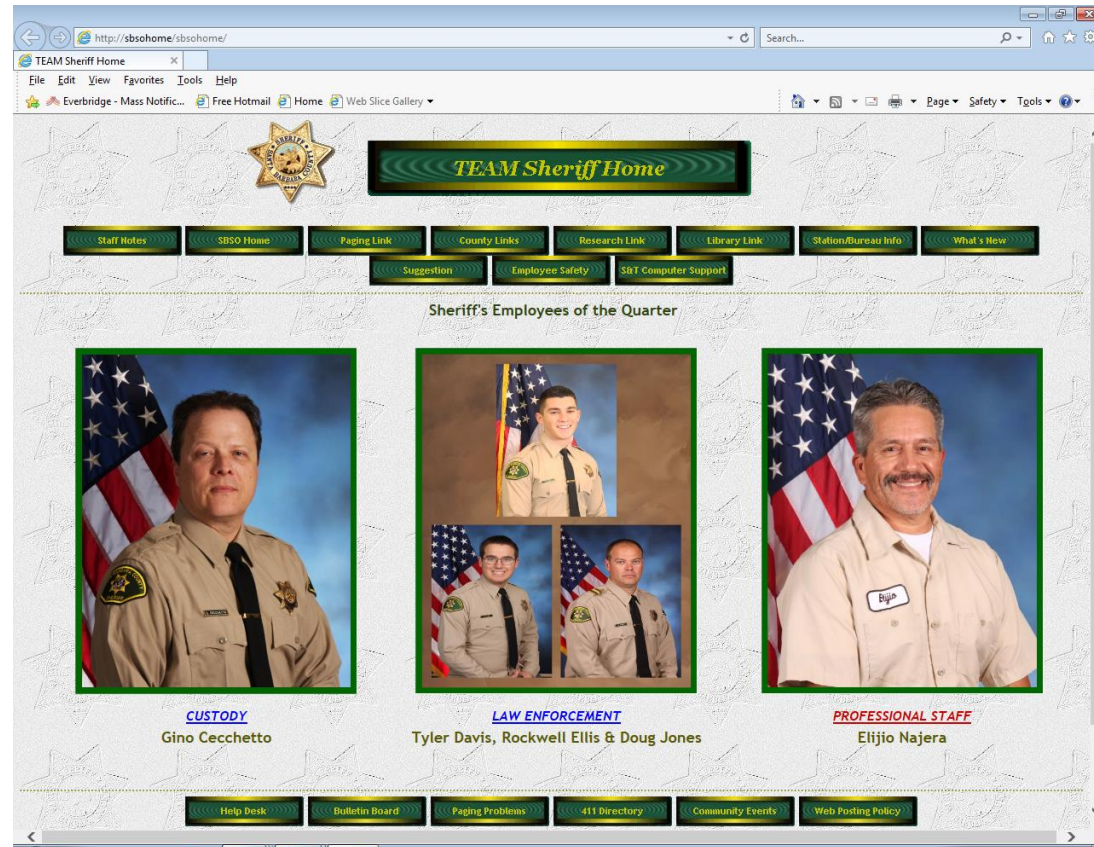 http://sbsohome/sbsohome/
Search...
TEAM Sheriff Home
File Edit View Favorites Tools Help
Everbridge - Mass Notific... Free Hotmail Home Web Slice Gallery
Page Safety Tools
SHERIFF
SANTA BARBARA COUNTY
TEAM Sheriff Home
Staff Notes SBSO Home Paging Link County Links Research Link Library Link Station/Bureau Info What's New
Suggestion Employee Safety S&T Computer Support
Sheriff's Employees of the Quarter
Elijio
CUSTODY LAW ENFORCEMENT PROFESSIONAL STAFF
Gino Cecchetto Tyler Davis, Rockwell Ellis & Doug Jones Elijio Najera
Help Desk Bulletin Board Paging Problems 411 Directory Community Events Web Posting Policy